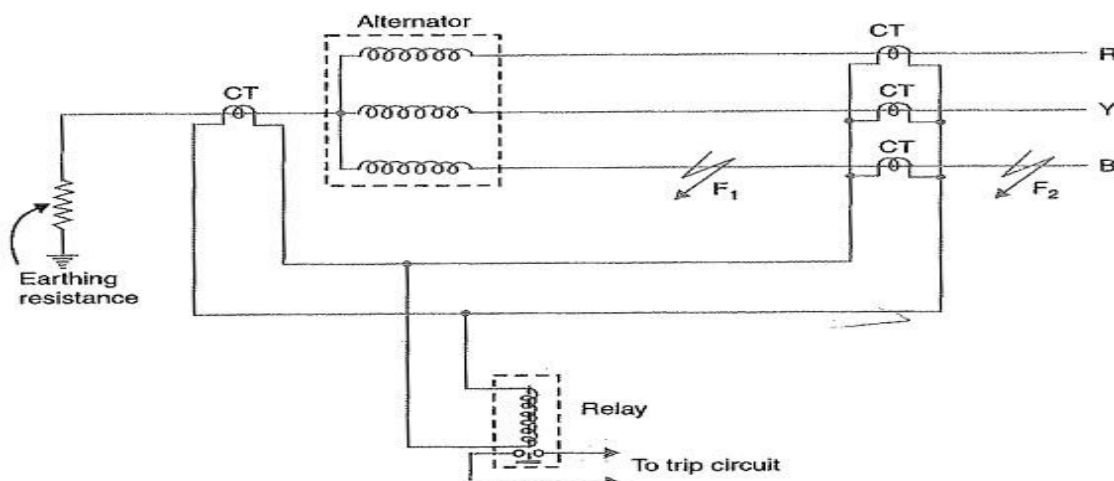 Alternator
CT
R
CT
CT
Y
CT
B
F₁
F₂
Earthing
resistance
Relay
To trip circuit